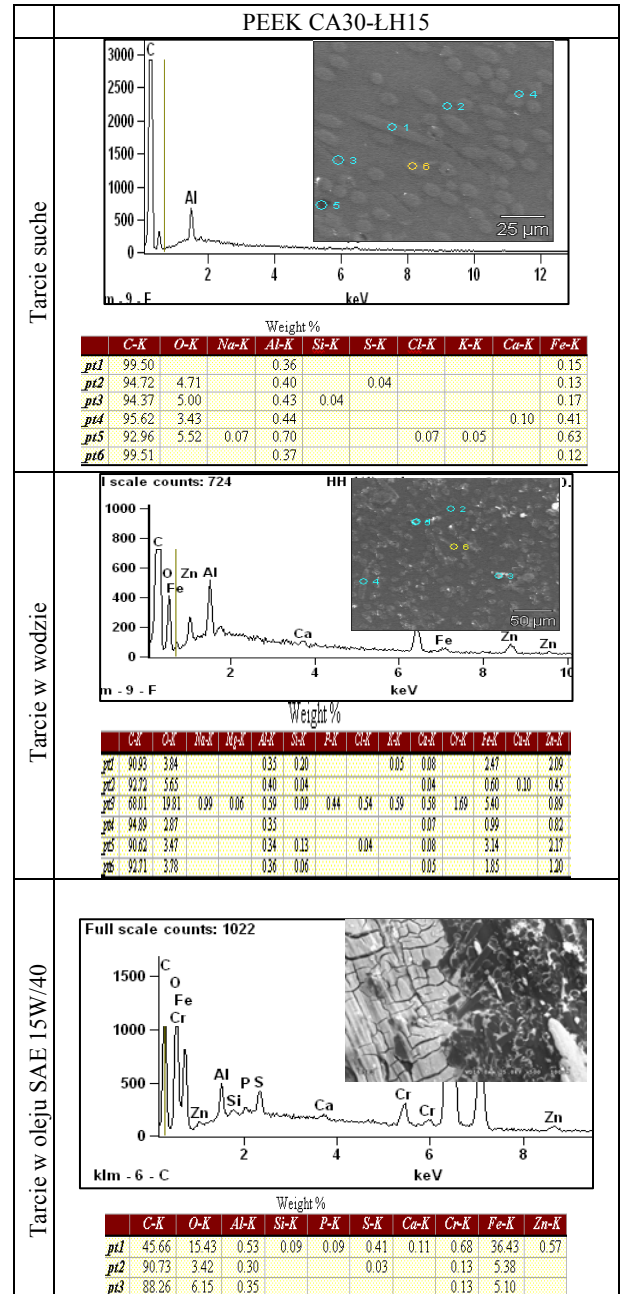 PEEK CA30-ŁH15
Tarcie suche
3000
2500
2000
1500
1000
500
0
C
Al
1
2
3
4
5
6
25 µm
2 4 6 8 10 12
m - 9 - F keV
Weight %
C-K O-K Na-K Al-K Si-K S-K Cl-K K-K Ca-K Fe-K
pt1 99.50 0.36 0.15
pt2 94.72 4.71 0.40 0.04 0.13
pt3 94.37 5.00 0.43 0.04 0.17
pt4 95.62 3.43 0.44 0.10 0.41
pt5 92.96 5.52 0.07 0.70 0.07 0.05 0.63
pt6 99.51 0.37 0.12
Tarcie w wodzie
l scale counts: 724 HH
1000
800
600
400
200
0
C
O
Fe
Zn
Al
Ca
Fe
Zn
Zn
2
6
4
3
50 µm
2 4 6 8 10
m - 9 - F keV
Weight %
C-K O-K Na-K Mg-K Al-K Si-K P-K Cl-K K-K Ca-K Cr-K Fe-K Cu-K Zn-K
pt1 90.93 3.84 0.35 0.20 0.05 0.08 2.47 2.09
pt2 92.72 5.65 0.40 0.04 0.04 0.60 0.10 0.45
pt3 68.01 19.81 0.99 0.06 0.59 0.09 0.44 0.54 0.59 0.58 1.69 5.40 0.89
pt4 94.89 2.87 0.35 0.07 0.99 0.82
pt5 90.62 3.47 0.34 0.13 0.04 0.08 3.14 2.17
pt6 92.71 3.78 0.36 0.06 0.05 1.85 1.20
Tarcie w oleju SAE 15W/40
Full scale counts: 1022
1500
1000
500
0
C
O
Fe
Cr
Zn
Al
Si
P S
Ca
Cr
Cr
Zn
2 4 6 8
klm - 6 - C keV
Weight %
C-K O-K Al-K Si-K P-K S-K Ca-K Cr-K Fe-K Zn-K
pt1 45.66 15.43 0.53 0.09 0.09 0.41 0.11 0.68 36.43 0.57
pt2 90.73 3.42 0.30 0.03 0.13 5.38
pt3 88.26 6.15 0.35 0.13 5.10